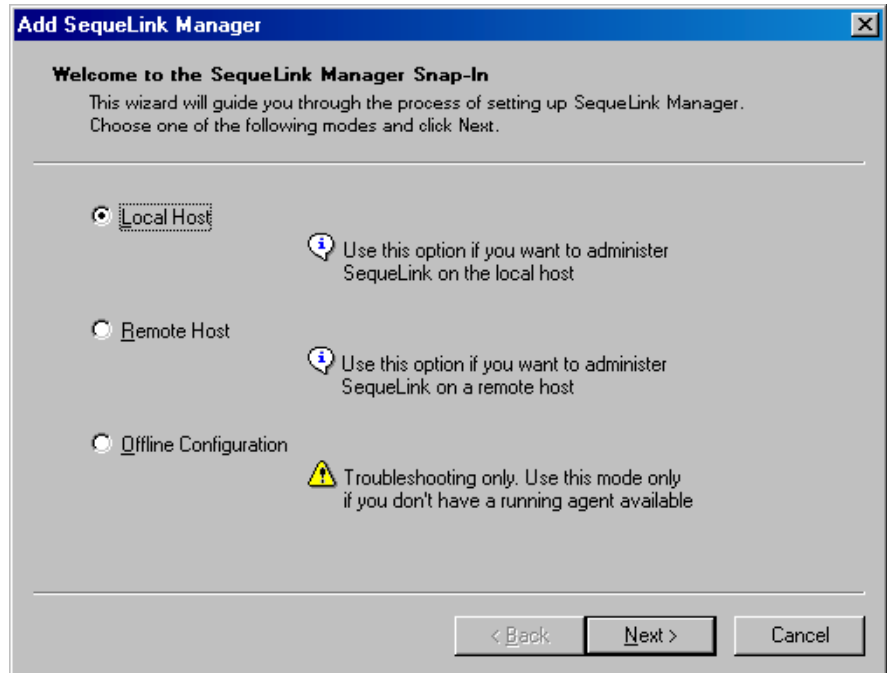 Add SequeLink Manager
Welcome to the SequeLink Manager Snap-In
This wizard will guide you through the process of setting up SequeLink Manager.
Choose one of the following modes and click Next.
Local Host
Use this option if you want to administer
SequeLink on the local host
Remote Host
Use this option if you want to administer
SequeLink on a remote host
Offline Configuration
Troubleshooting only. Use this mode only
if you don't have a running agent available
< Back
Next >
Cancel